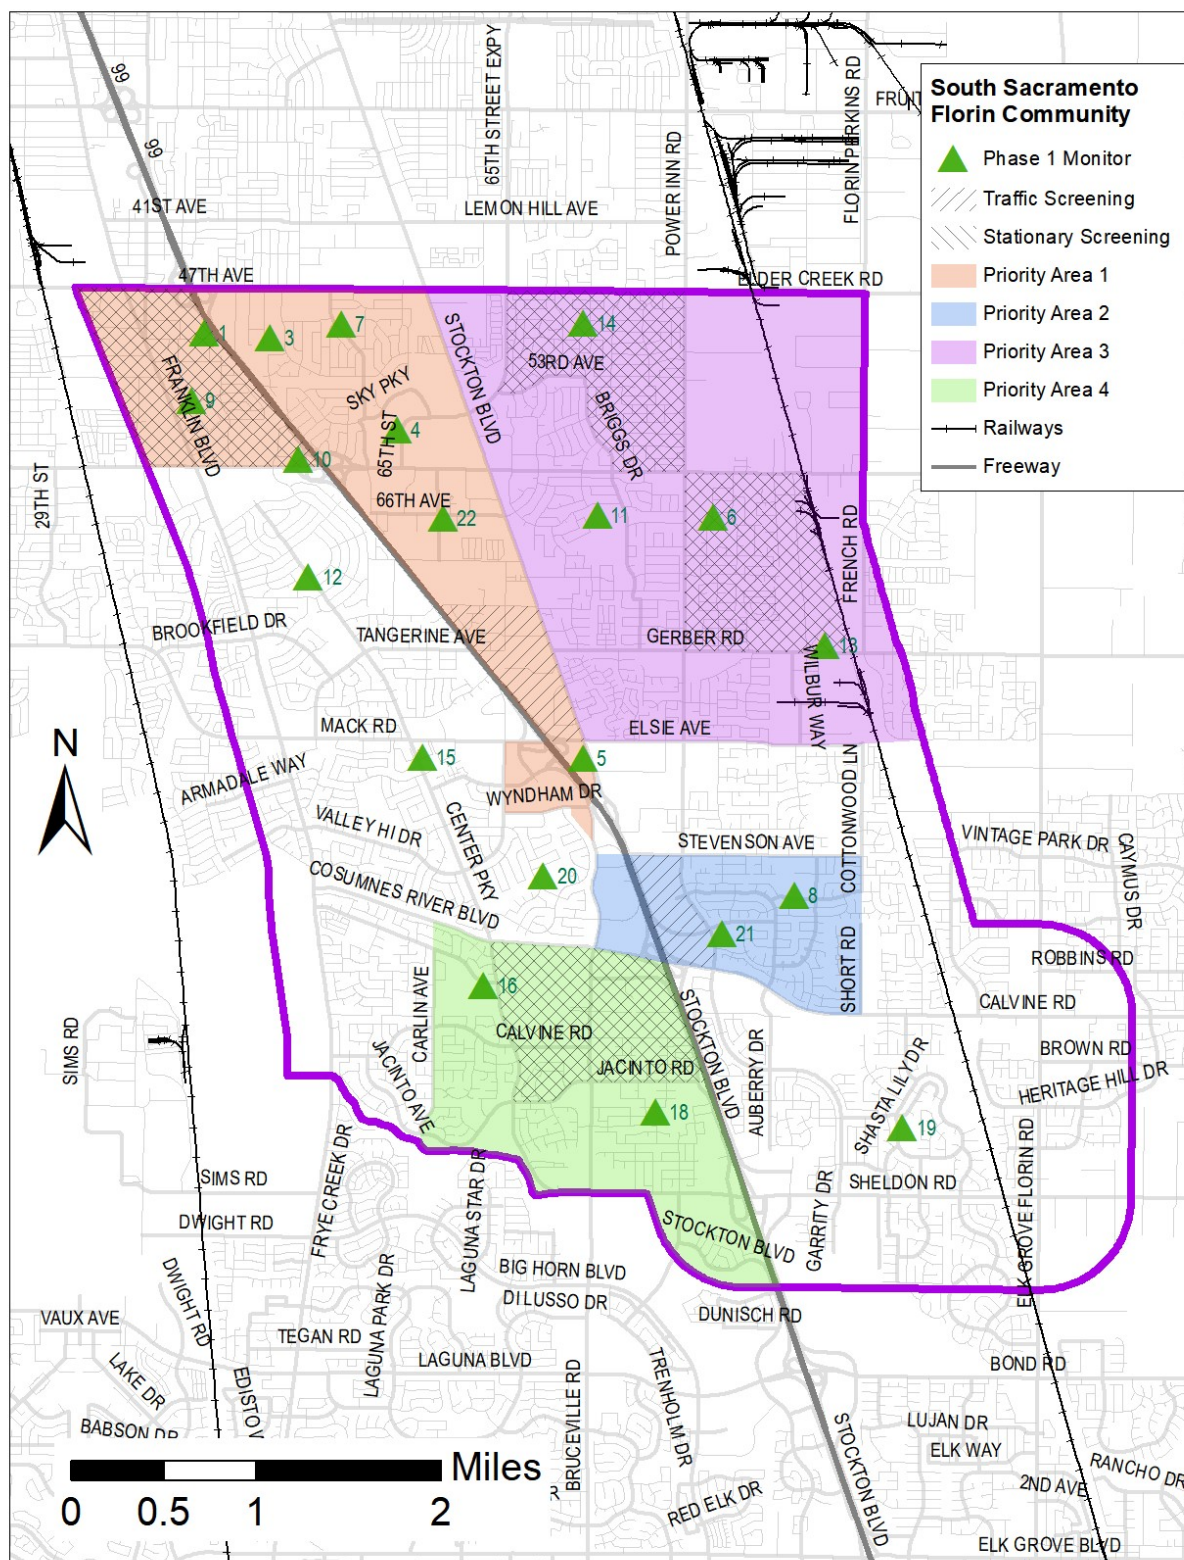 99
99
65TH STREET EXPY
POWER INN RD
FLORIN PERKINS RD
41ST AVE
LEMON HILL AVE
47TH AVE
ELDER CREEK RD
South Sacramento
Florin Community
Phase 1 Monitor
Traffic Screening
Stationary Screening
Priority Area 1
Priority Area 2
Priority Area 3
Priority Area 4
Railways
Freeway
1
3
7
14
53RD AVE
STOCKTON BLVD
FRANKLIN BLVD
SKY PKY
9
65TH ST
4
BRIGGS DR
10
29TH ST
66TH AVE
22
11
6
FRENCH RD
12
BROOKFIELD DR
TANGERINE AVE
GERBER RD
13
WILBUR WAY
MACK RD
ELSIE AVE
N
15
5
ARMADALE WAY
WYNDHAM DR
COTTONWOOD LN
VALLEY HI DR
CENTER PKY
STEVENSON AVE
VINTAGE PARK DR
CAYMUS DR
COSUMNES RIVER BLVD
20
8
21
SHORT RD
ROBBINS RD
CARLIN AVE
16
STOCKTON BLVD
CALVINE RD
CALVINE RD
SIMS RD
JACINTO AVE
JACINTO RD
AUBERRY DR
SHASTA LILY DR
BROWN RD
HERITAGE HILL DR
18
19
FRYE CREEK DR
LAGUNA STAR DR
SIMS RD
GARRITY DR
SHELDON RD
ELK GROVE FLORIN RD
DWIGHT RD
STOCKTON BLVD
DWIGHT RD
LAGUNA PARK DR
BIG HORN BLVD
DI LUSSO DR
DUNISCH RD
VAUX AVE
TEGAN RD
LAGUNA BLVD
BOND RD
LAKE DR
BRUCEVILLE RD
TRENHOLM DR
BABSON DR
STOCKTON BLVD
LUJAN DR
ELK WAY
RANCHO DR
2ND AVE
RED ELK DR
ELK GROVE BLVD
Miles
0 0.5 1 2